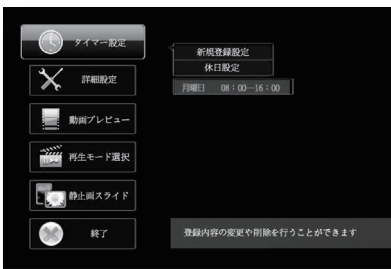 タイマー設定
詳細設定
動画プレビュー
再生モード選択
静止画スライド
終了
新規登録設定
休日設定
月曜日 08：00―16：00
登録内容の変更や削除を行うことができます